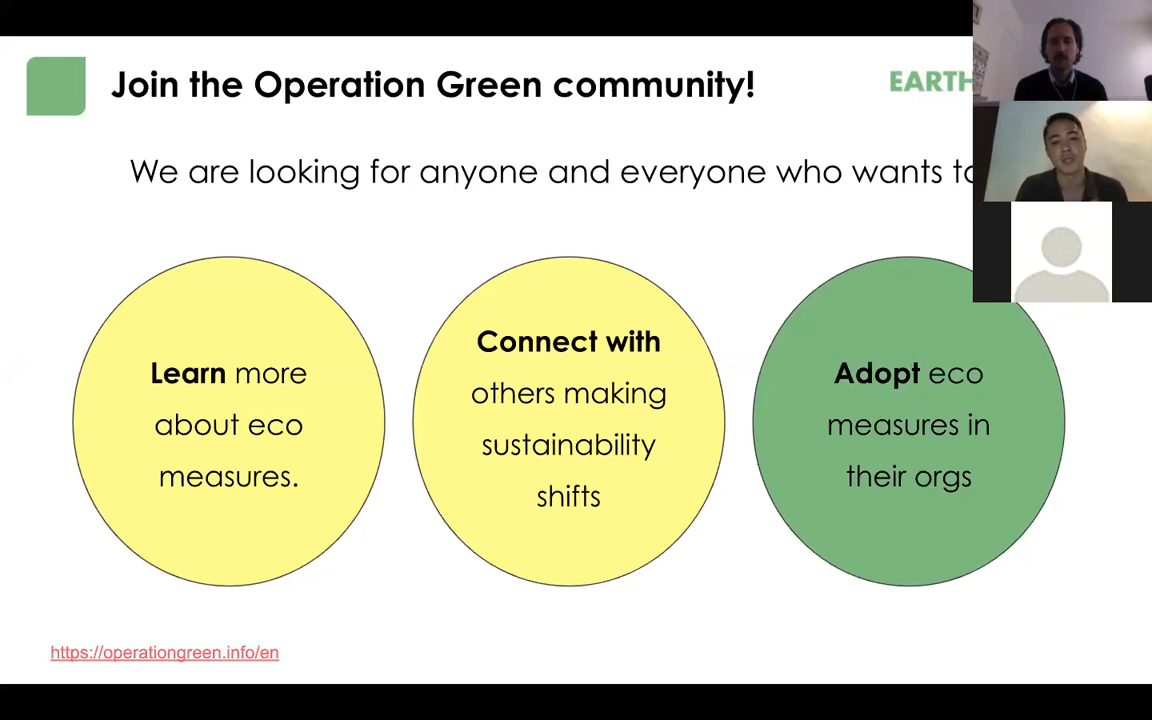 Join the Operation Green community!
EARTH
We are looking for anyone and everyone who wants to
Learn more
about eco
measures.
Connect with
others making
sustainability
shifts
Adopt eco
measures in
their orgs
https://operationgreen.info/en